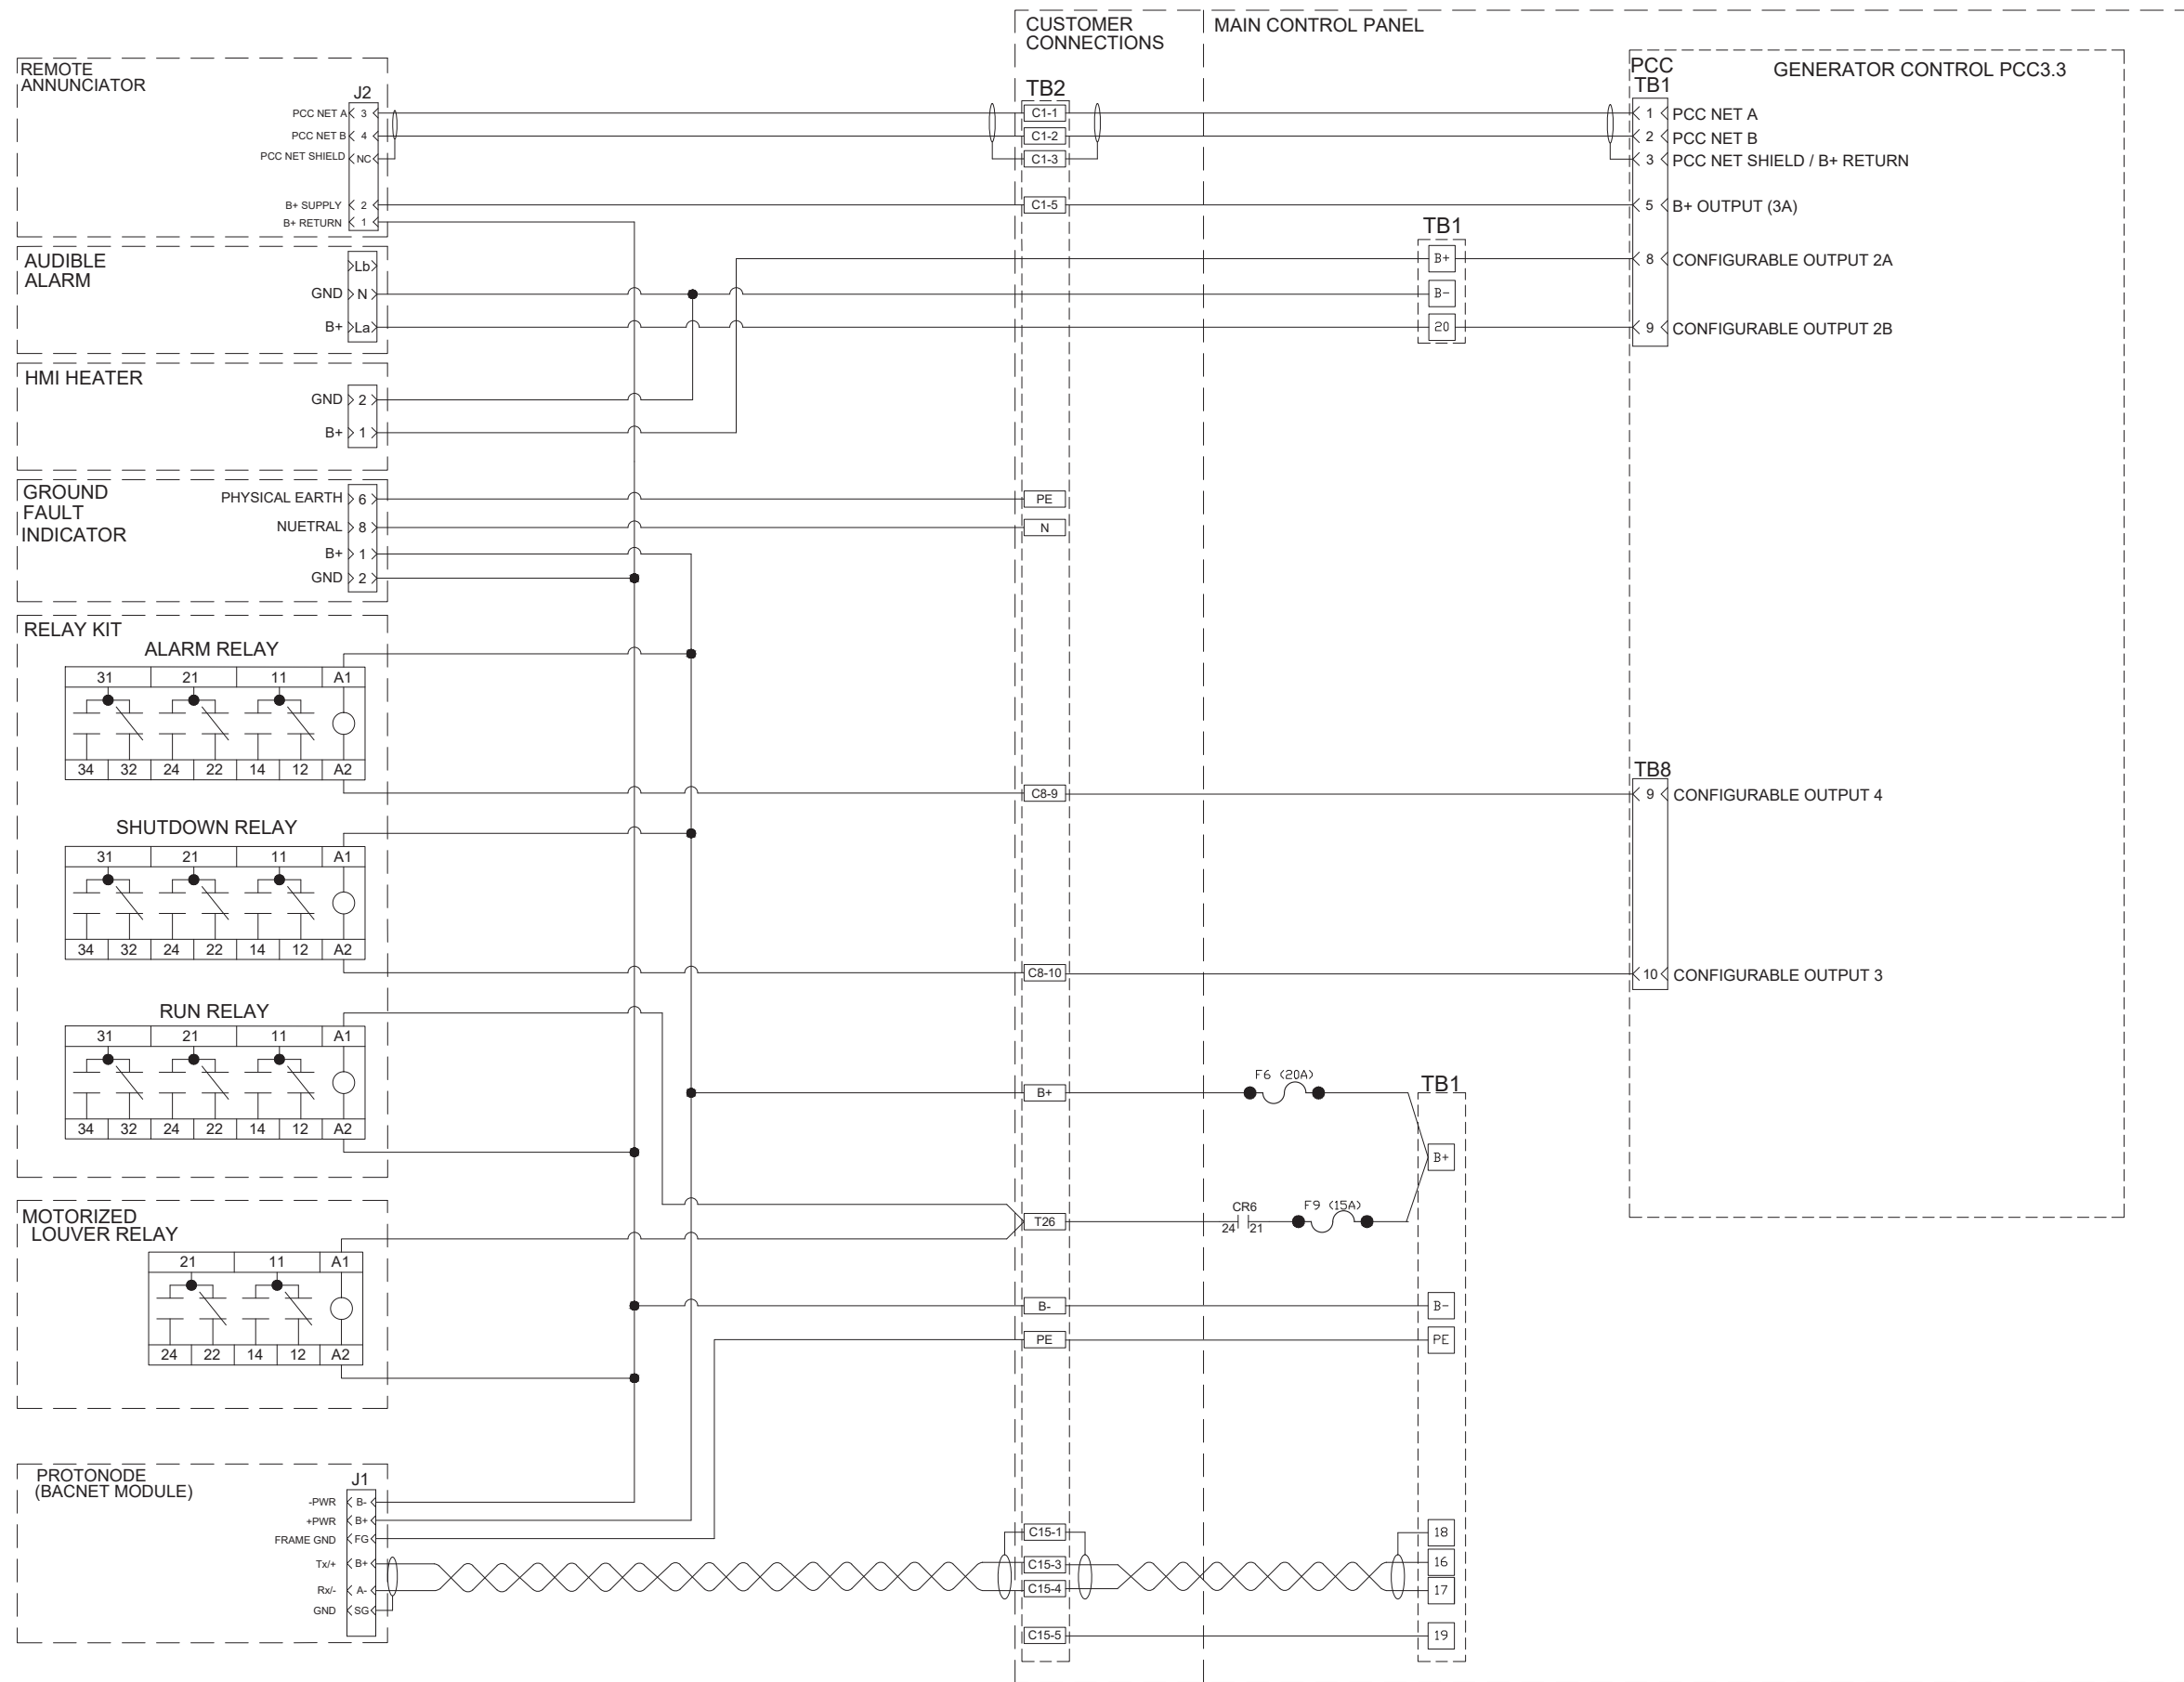 CUSTOMER
CONNECTIONS
MAIN CONTROL PANEL
REMOTE
ANNUNCIATOR
J2
PCC NET A 3
PCC NET B 4
PCC NET SHIELD NC
B+ SUPPLY 2
B+ RETURN 1
TB2
C1-1
C1-2
C1-3
C1-5
PCC
TB1
GENERATOR CONTROL PCC3.3
1 PCC NET A
2 PCC NET B
3 PCC NET SHIELD / B+ RETURN
5 B+ OUTPUT (3A)
8 CONFIGURABLE OUTPUT 2A
9 CONFIGURABLE OUTPUT 2B
TB1
B+
B-
20
AUDIBLE
ALARM
Lb
GND N
B+ La
HMI HEATER
GND 2
B+ 1
GROUND
FAULT
INDICATOR
PHYSICAL EARTH 6
NUETRAL 8
B+ 1
GND 2
PE
N
RELAY KIT
ALARM RELAY
31 21 11 A1
34 32 24 22 14 12 A2
C8-9
TB8
9 CONFIGURABLE OUTPUT 4
SHUTDOWN RELAY
31 21 11 A1
34 32 24 22 14 12 A2
C8-10
10 CONFIGURABLE OUTPUT 3
RUN RELAY
31 21 11 A1
34 32 24 22 14 12 A2
B+
F6 (20A)
TB1
B+
MOTORIZED
LOUVER RELAY
21 11 A1
24 22 14 12 A2
T26
CR6
24 21
F9 (15A)
B-
B-
PE
PE
PROTONODE
(BACNET MODULE)
J1
-PWR B-
+PWR B+
FRAME GND FG
Tx/+ B+
Rx/- A-
GND SG
C15-1
C15-3
C15-4
C15-5
18
16
17
19